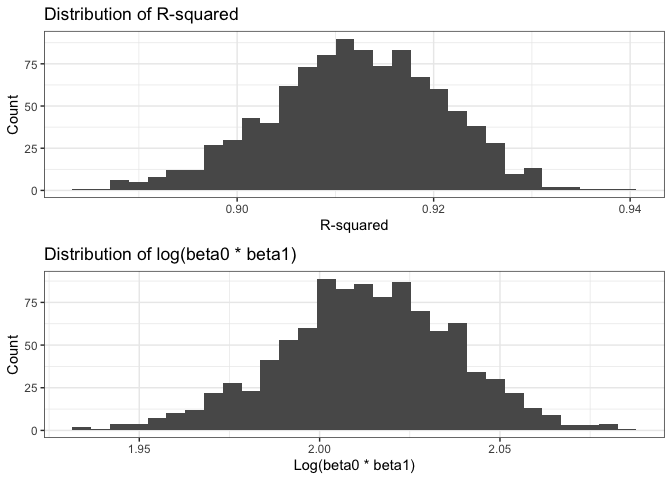 Distribution of R-squared
75
50
25
0
Count
0.90 0.92 0.94
R-squared
Distribution of log(beta0 * beta1)
75
50
25
0
Count
1.95 2.00 2.05
Log(beta0 * beta1)